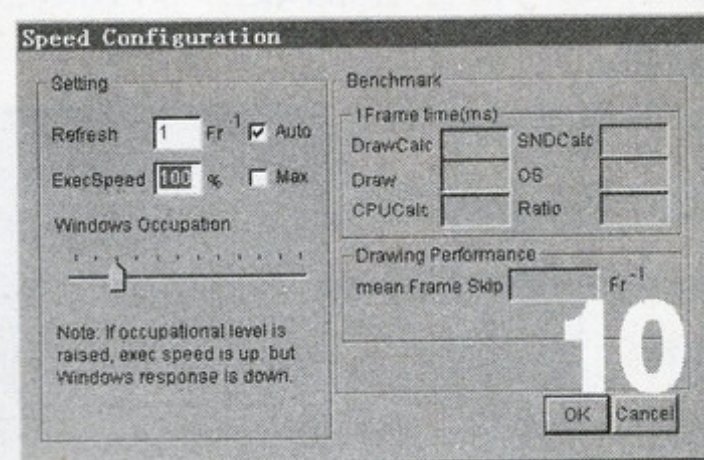 Speed Configuration
Setting
Refresh 1 Fr⁻¹ Auto
ExecSpeed 100 % Max
Windows Occupation
Note: If occupational level is
raised, exec speed is up, but
Windows response is down.
Benchmark
1Frame time(ms)
DrawCalc SNDCalc
Draw OS
CPUCalc Ratio
Drawing Performance
mean Frame Skip Fr⁻¹
10
OK Cancel